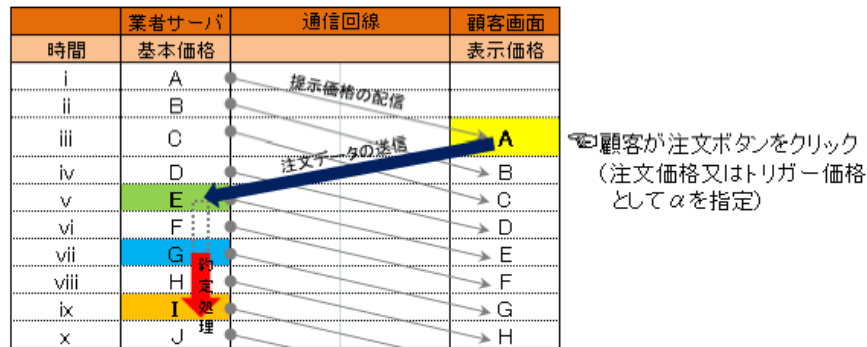 業者サーバ 通信回線 顧客画面
時間 基本価格 表示価格
i A
提示価格の配信
ii B
iii C A
☜顧客が注文ボタンをクリック
(注文価格又はトリガー価格
としてαを指定)
注文データの送信
iv D B
v E C
vi F D
vii G E
viii H F
ix I G
x J H
約定処理